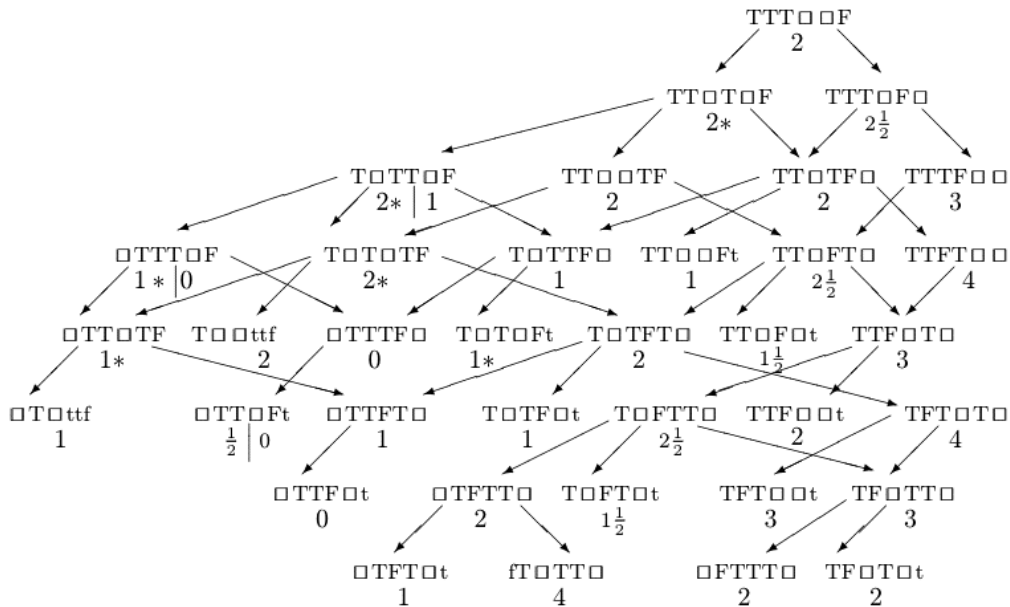 TTT□□F
2
TT□T□F TTT□F□
2* 2½
T□TT□F TT□□TF TT□TF□ TTTF□□
2*|1 2 2 3
□TTT□F T□T□TF T□TTF□ TT□□Ft TT□FT□ TTFT□□
1*|0 2* 1 1 2½ 4
□TT□TF T□□ttf □TTTF□ T□T□Ft T□TFT□ TT□F□t TTF□T□
1* 2 0 1* 2 1½ 3
□T□ttf □TT□Ft □TTFT□ T□TF□t T□FTT□ TTF□□t TFT□T□
1 ½|0 1 1 2½ 2 4
□TTF□t □TFTT□ T□FT□t TFT□□t TF□TT□
0 2 1½ 3 3
□TFT□t fT□TT□ □FTTT□ TF□T□t
1 4 2 2